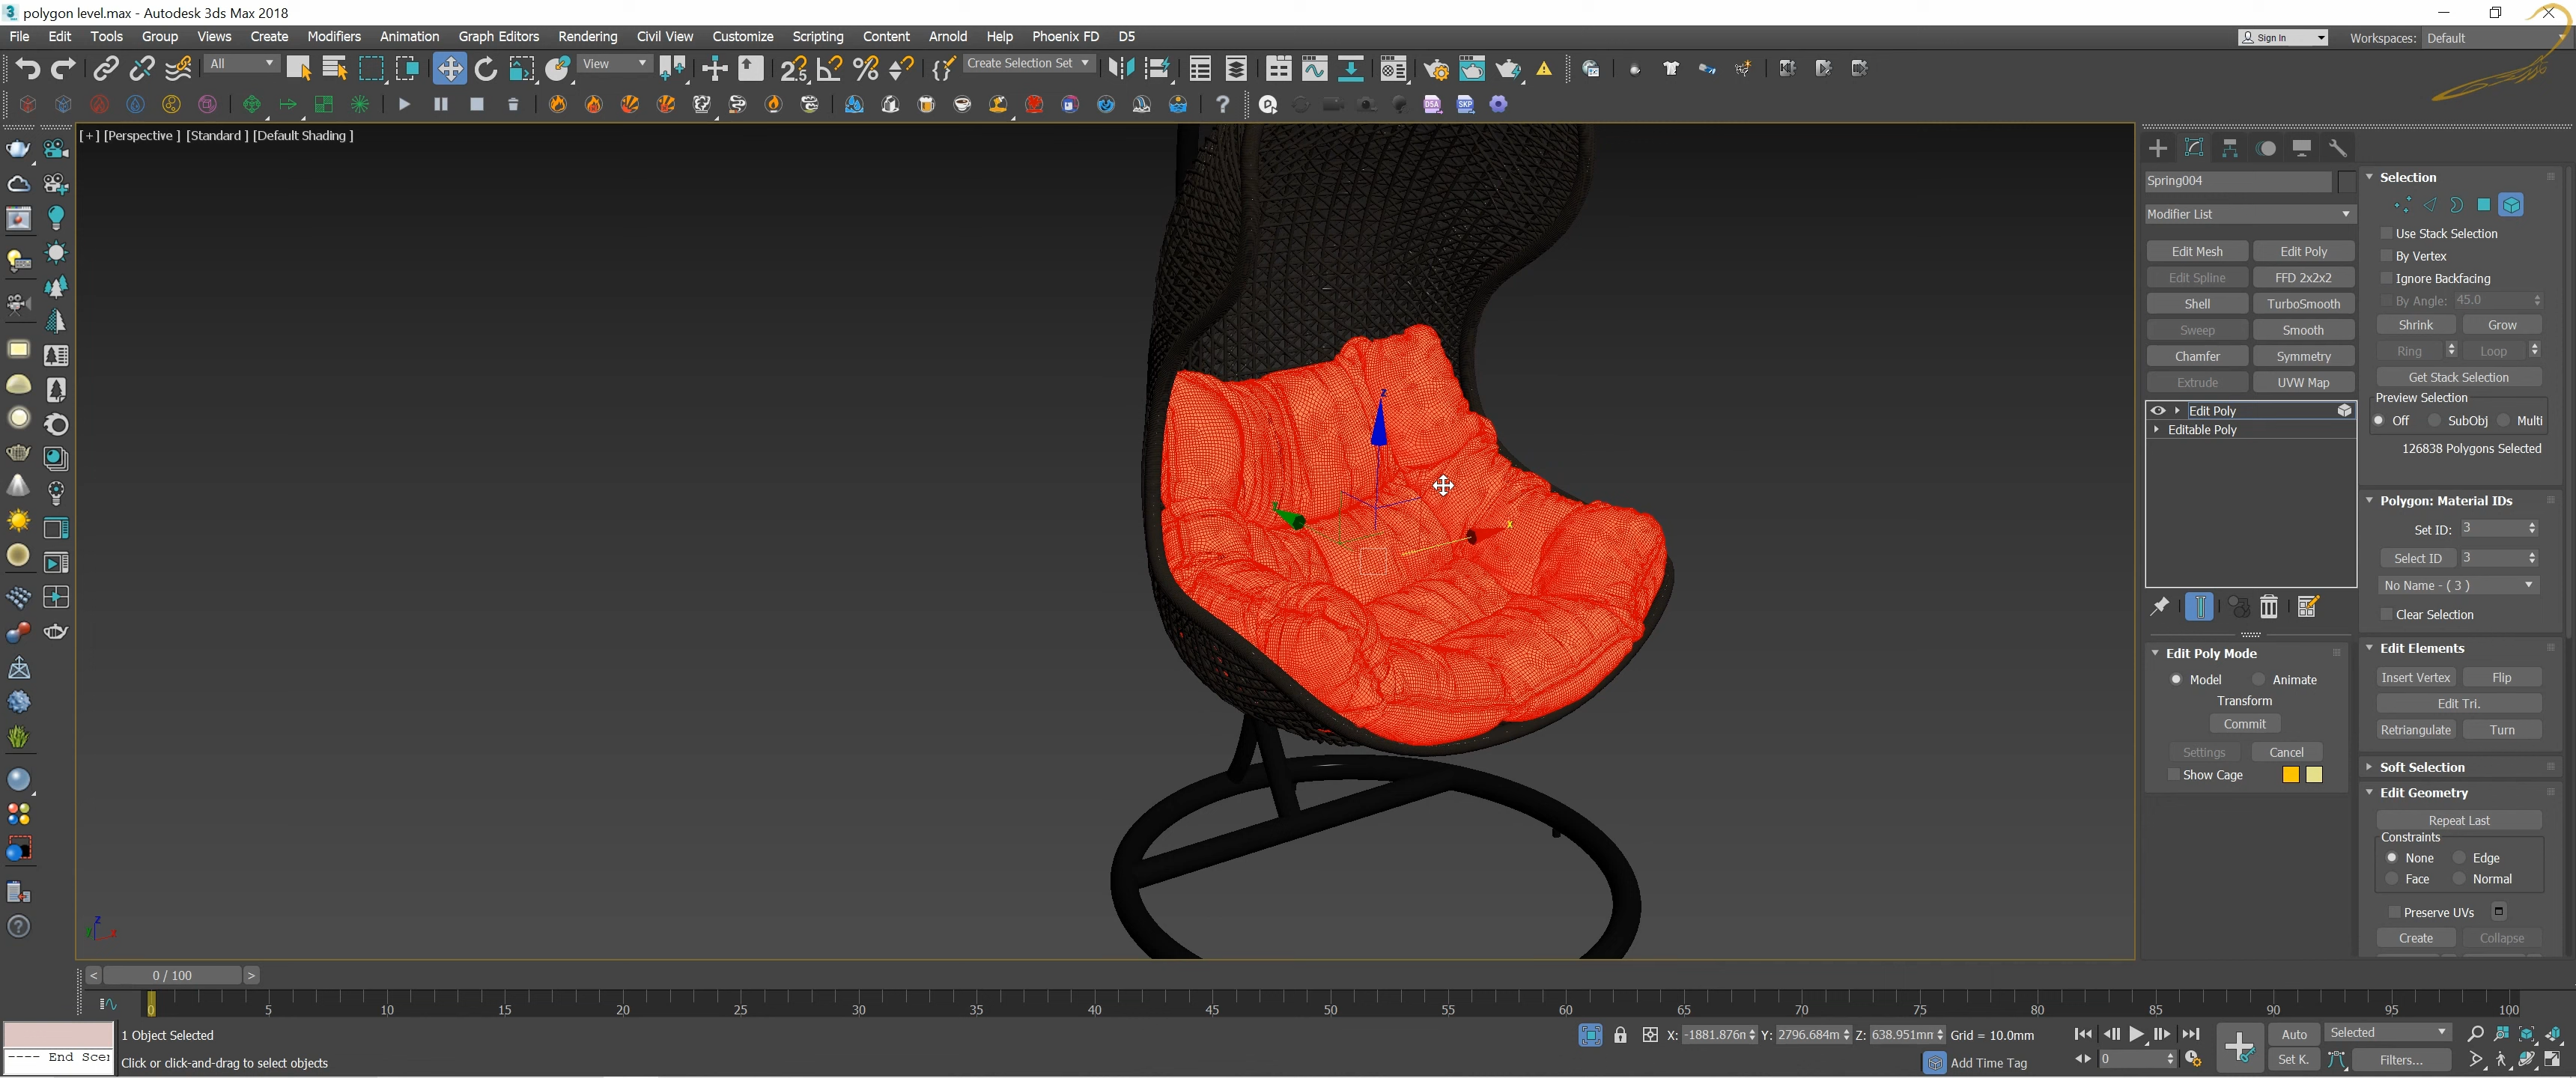 polygon level.max - Autodesk 3ds Max 2018
File Edit Tools Group Views Create Modifiers Animation Graph Editors Rendering Civil View Customize Scripting Content Arnold Help Phoenix FD D5
Sign In Workspaces: Default
All View Create Selection Set
[+] [Perspective ] [Standard ] [Default Shading ]
Spring004
Modifier List
Edit Mesh Edit Poly
Edit Spline FFD 2x2x2
Shell TurboSmooth
Sweep Smooth
Chamfer Symmetry
Extrude UVW Map
Edit Poly
Editable Poly
Edit Poly Mode
Model Animate
Transform
Commit
Settings Cancel
Show Cage
Selection
Use Stack Selection
By Vertex
Ignore Backfacing
By Angle: 45.0
Shrink Grow
Ring Loop
Get Stack Selection
Preview Selection
Off SubObj Multi
126838 Polygons Selected
Polygon: Material IDs
Set ID: 3
Select ID 3
No Name - ( 3 )
Clear Selection
Edit Elements
Insert Vertex Flip
Edit Tri.
Retriangulate Turn
Soft Selection
Edit Geometry
Repeat Last
Constraints
None Edge
Face Normal
Preserve UVs
Create Collapse
z
x
y
z
x
< 0 / 100 >
0 5 10 15 20 25 30 35 40 45 50 55 60 65 70 75 80 85 90 95 100
1 Object Selected
X: -1881.876n Y: 2796.684m Z: 638.951mn Grid = 10.0mm
Auto Selected
---- End Scer
Click or click-and-drag to select objects
Add Time Tag
0
Set K. Filters...